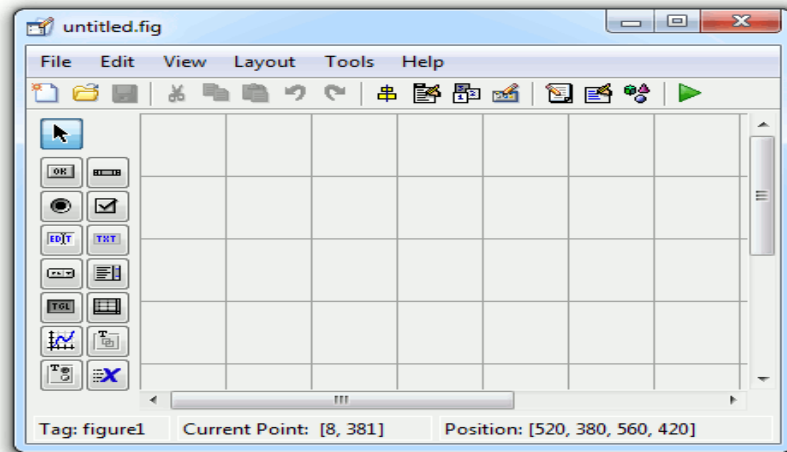 untitled.fig
File Edit View Layout Tools Help
OK
EDIT TXT
TGL
T
T
Tag: figure1 Current Point: [8, 381] Position: [520, 380, 560, 420]